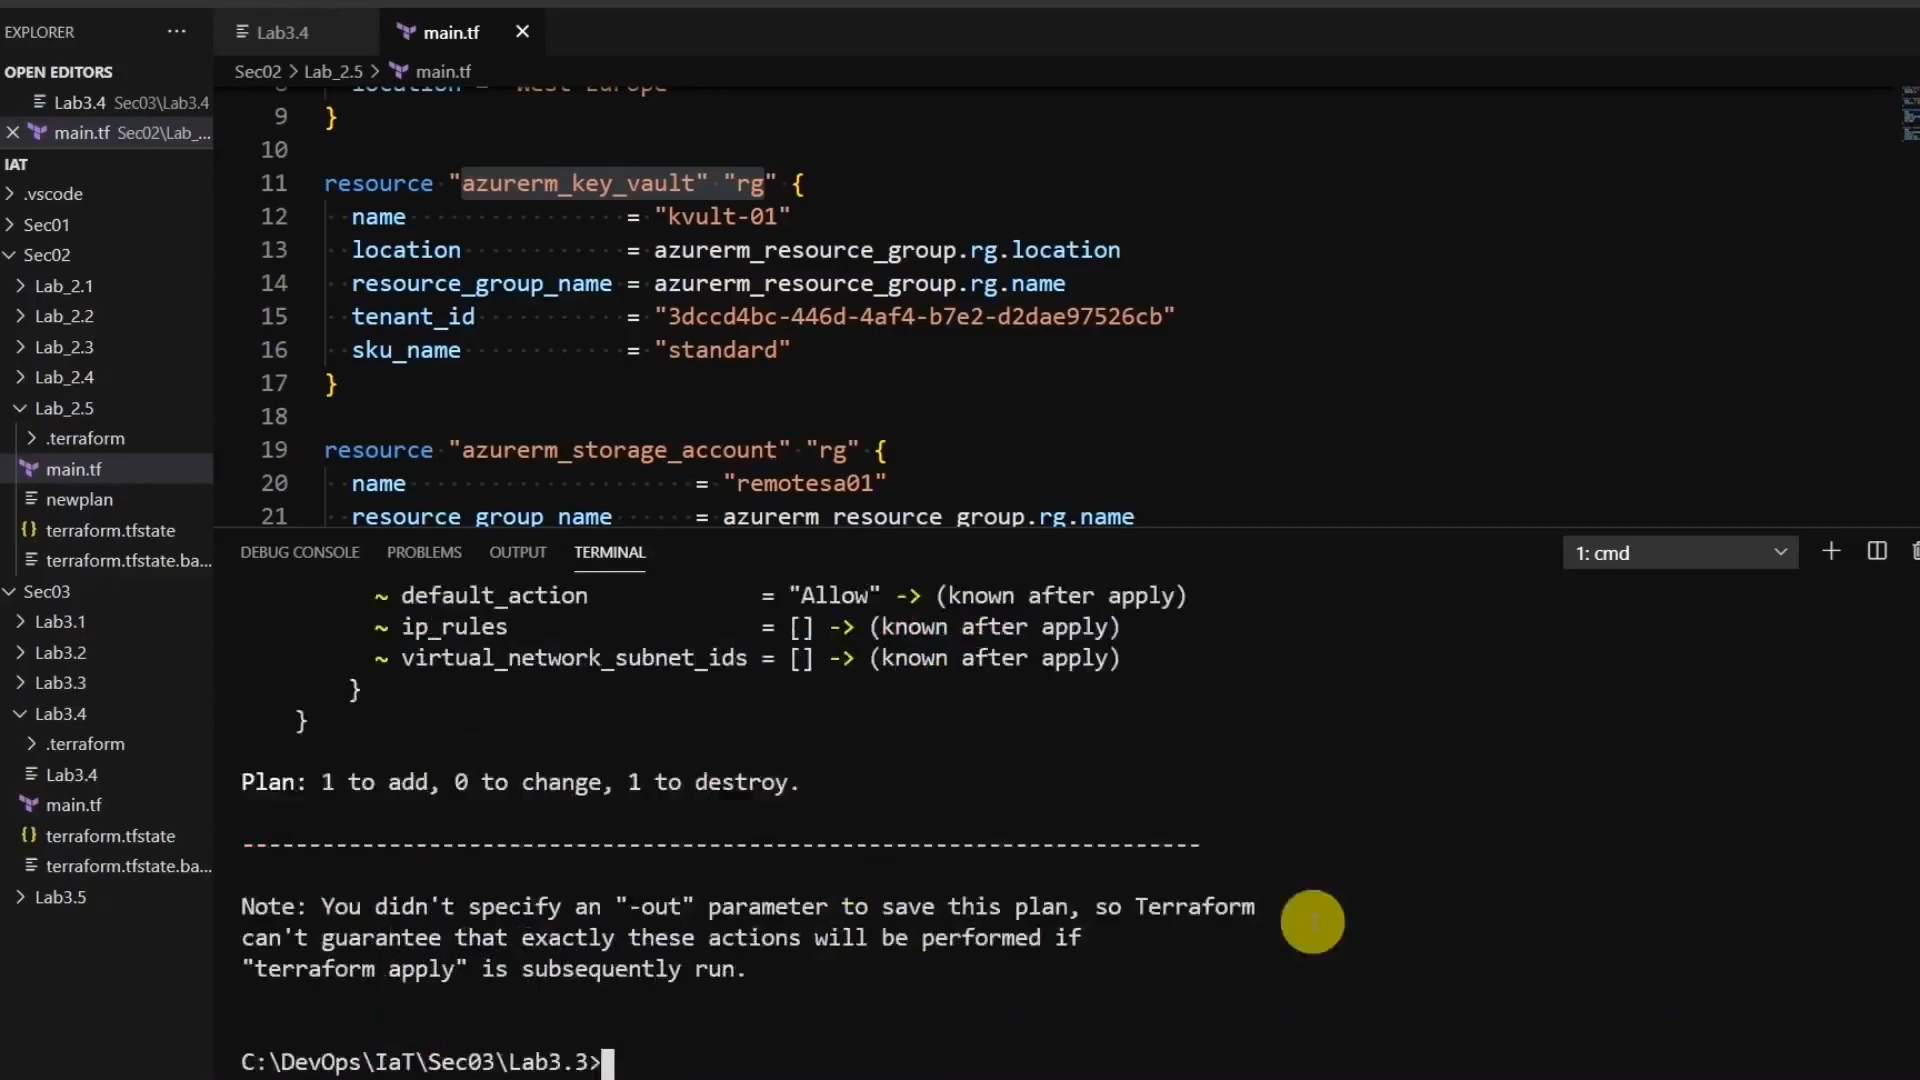 EXPLORER
OPEN EDITORS
Lab3.4 Sec03\Lab3.4
main.tf Sec02\Lab_...
IAT
.vscode
Sec01
Sec02
Lab_2.1
Lab_2.2
Lab_2.3
Lab_2.4
Lab_2.5
.terraform
main.tf
newplan
terraform.tfstate
terraform.tfstate.ba...
Sec03
Lab3.1
Lab3.2
Lab3.3
Lab3.4
.terraform
Lab3.4
main.tf
terraform.tfstate
terraform.tfstate.ba...
Lab3.5
Lab3.4
main.tf
Sec02 > Lab_2.5 > main.tf
8 location = "West Europe"
9 }
10
11 resource "azurerm_key_vault" "rg" {
12 name = "kvult-01"
13 location = azurerm_resource_group.rg.location
14 resource_group_name = azurerm_resource_group.rg.name
15 tenant_id = "3dccd4bc-446d-4af4-b7e2-d2dae97526cb"
16 sku_name = "standard"
17 }
18
19 resource "azurerm_storage_account" "rg" {
20 name = "remotesa01"
21 resource_group_name = azurerm_resource_group.rg.name
DEBUG CONSOLE PROBLEMS OUTPUT TERMINAL
1: cmd
~ default_action = "Allow" -> (known after apply)
~ ip_rules = [] -> (known after apply)
~ virtual_network_subnet_ids = [] -> (known after apply)
}
}
Plan: 1 to add, 0 to change, 1 to destroy.
------------------------------------------------------------------------
Note: You didn't specify an "-out" parameter to save this plan, so Terraform
can't guarantee that exactly these actions will be performed if
"terraform apply" is subsequently run.
C:\DevOps\IaT\Sec03\Lab3.3>